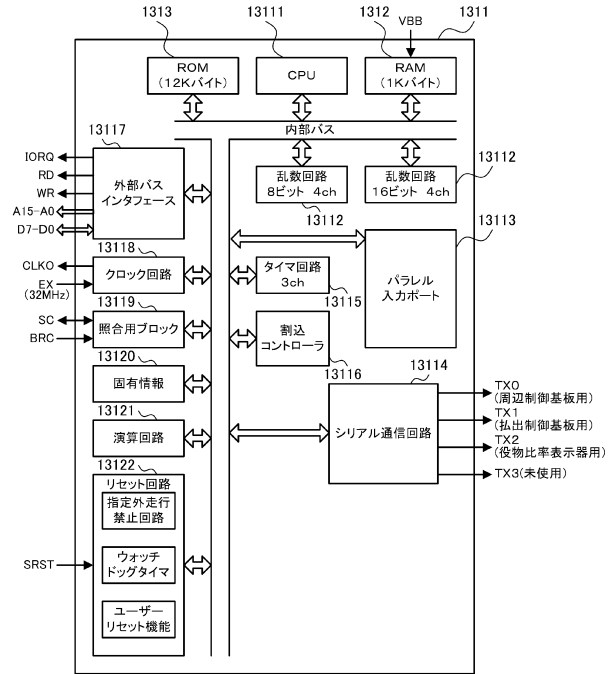 1313
13111
1312
VBB
1311
ROM
(12Kバイト)
CPU
RAM
(1Kバイト)
内部バス
13117
IORQ
RD
WR
A15-A0
D7-D0
外部バス
インタフェース
乱数回路
8ビット 4ch
13112
乱数回路
16ビット 4ch
13112
13113
13118
CLKO
EX
(32MHz)
クロック回路
タイマ回路
3ch
13115
パラレル
入力ポート
13119
SC
BRC
照合用ブロック
割込
コントローラ
13116
13120
固有情報
13114
シリアル通信回路
TX0
(周辺制御基板用)
TX1
(払出制御基板用)
TX2
(役物比率表示器用)
TX3(未使用)
13121
演算回路
13122
リセット回路
指定外走行
禁止回路
SRST
ウォッチ
ドッグタイマ
ユーザー
リセット機能